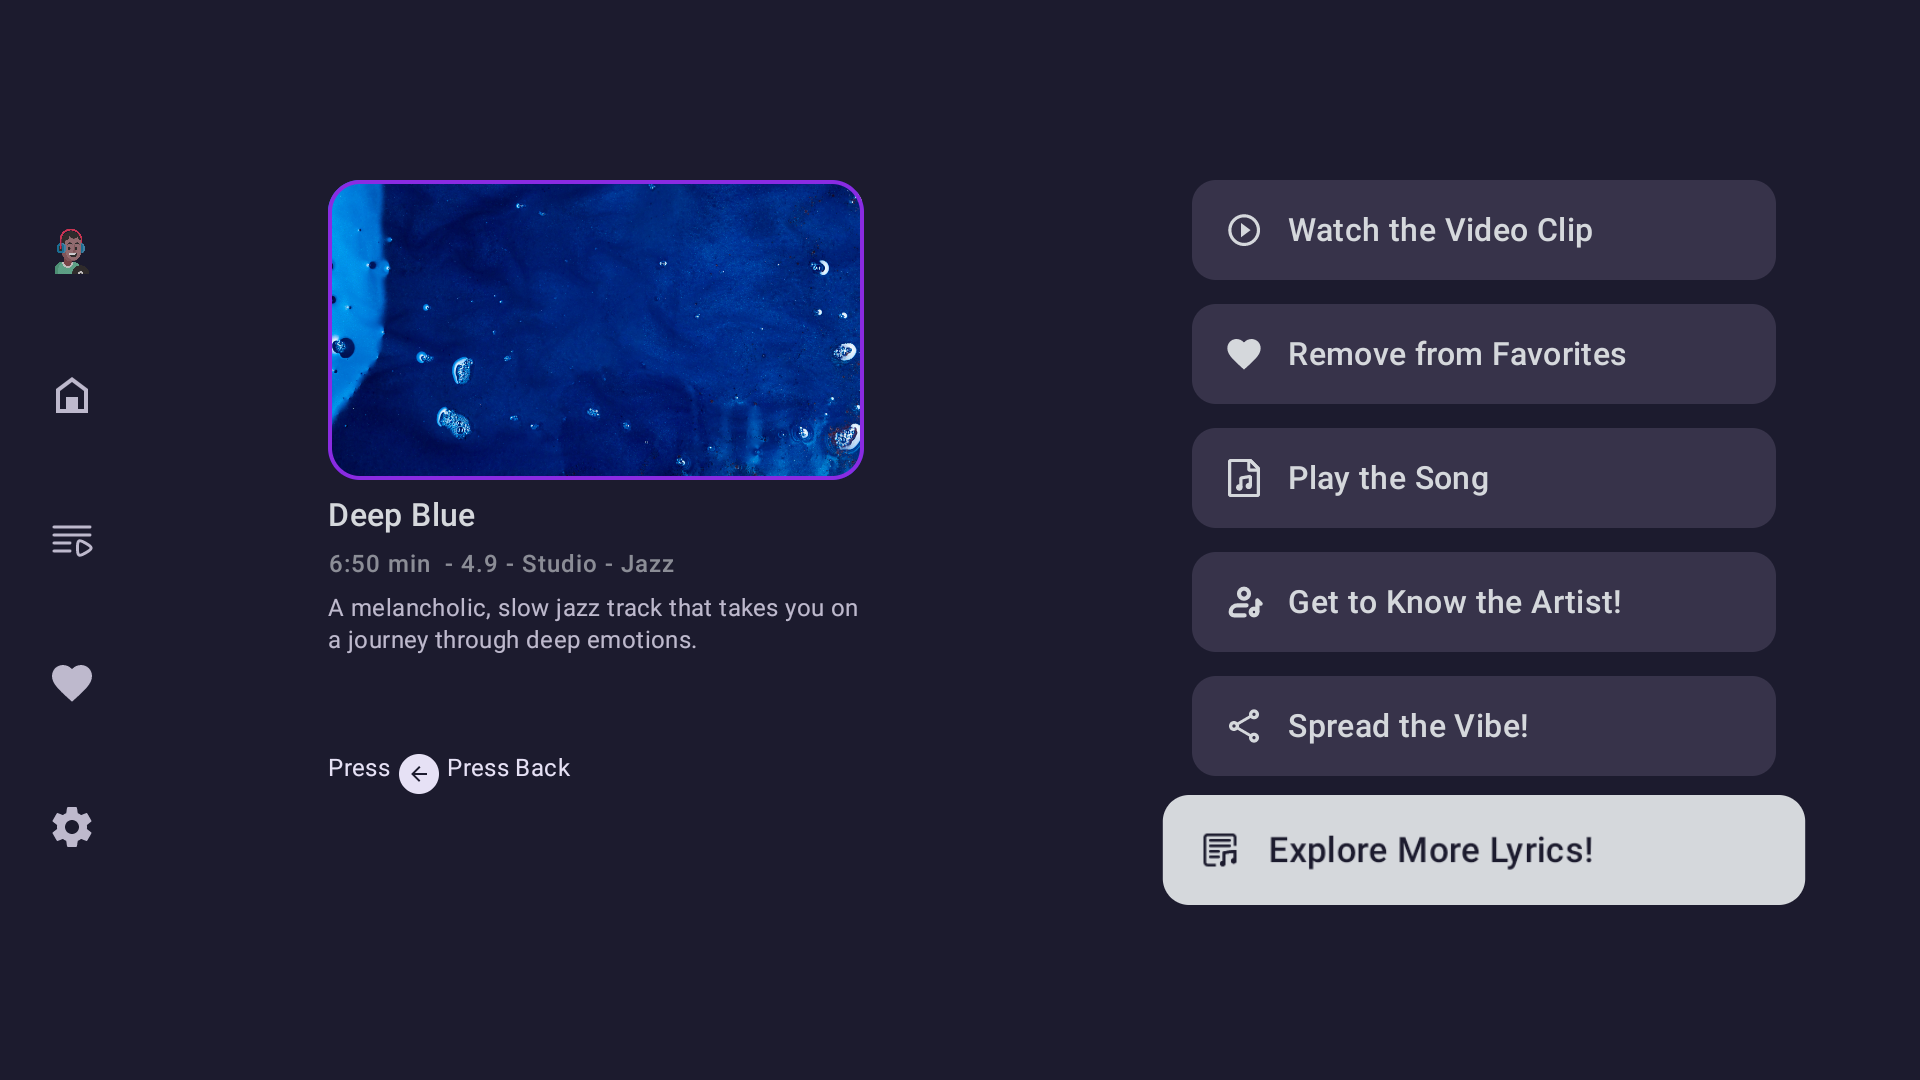 Deep Blue
6:50 min - 4.9 - Studio - Jazz
A melancholic, slow jazz track that takes you on
a journey through deep emotions.
Press Press Back
Watch the Video Clip
Remove from Favorites
Play the Song
Get to Know the Artist!
Spread the Vibe!
Explore More Lyrics!